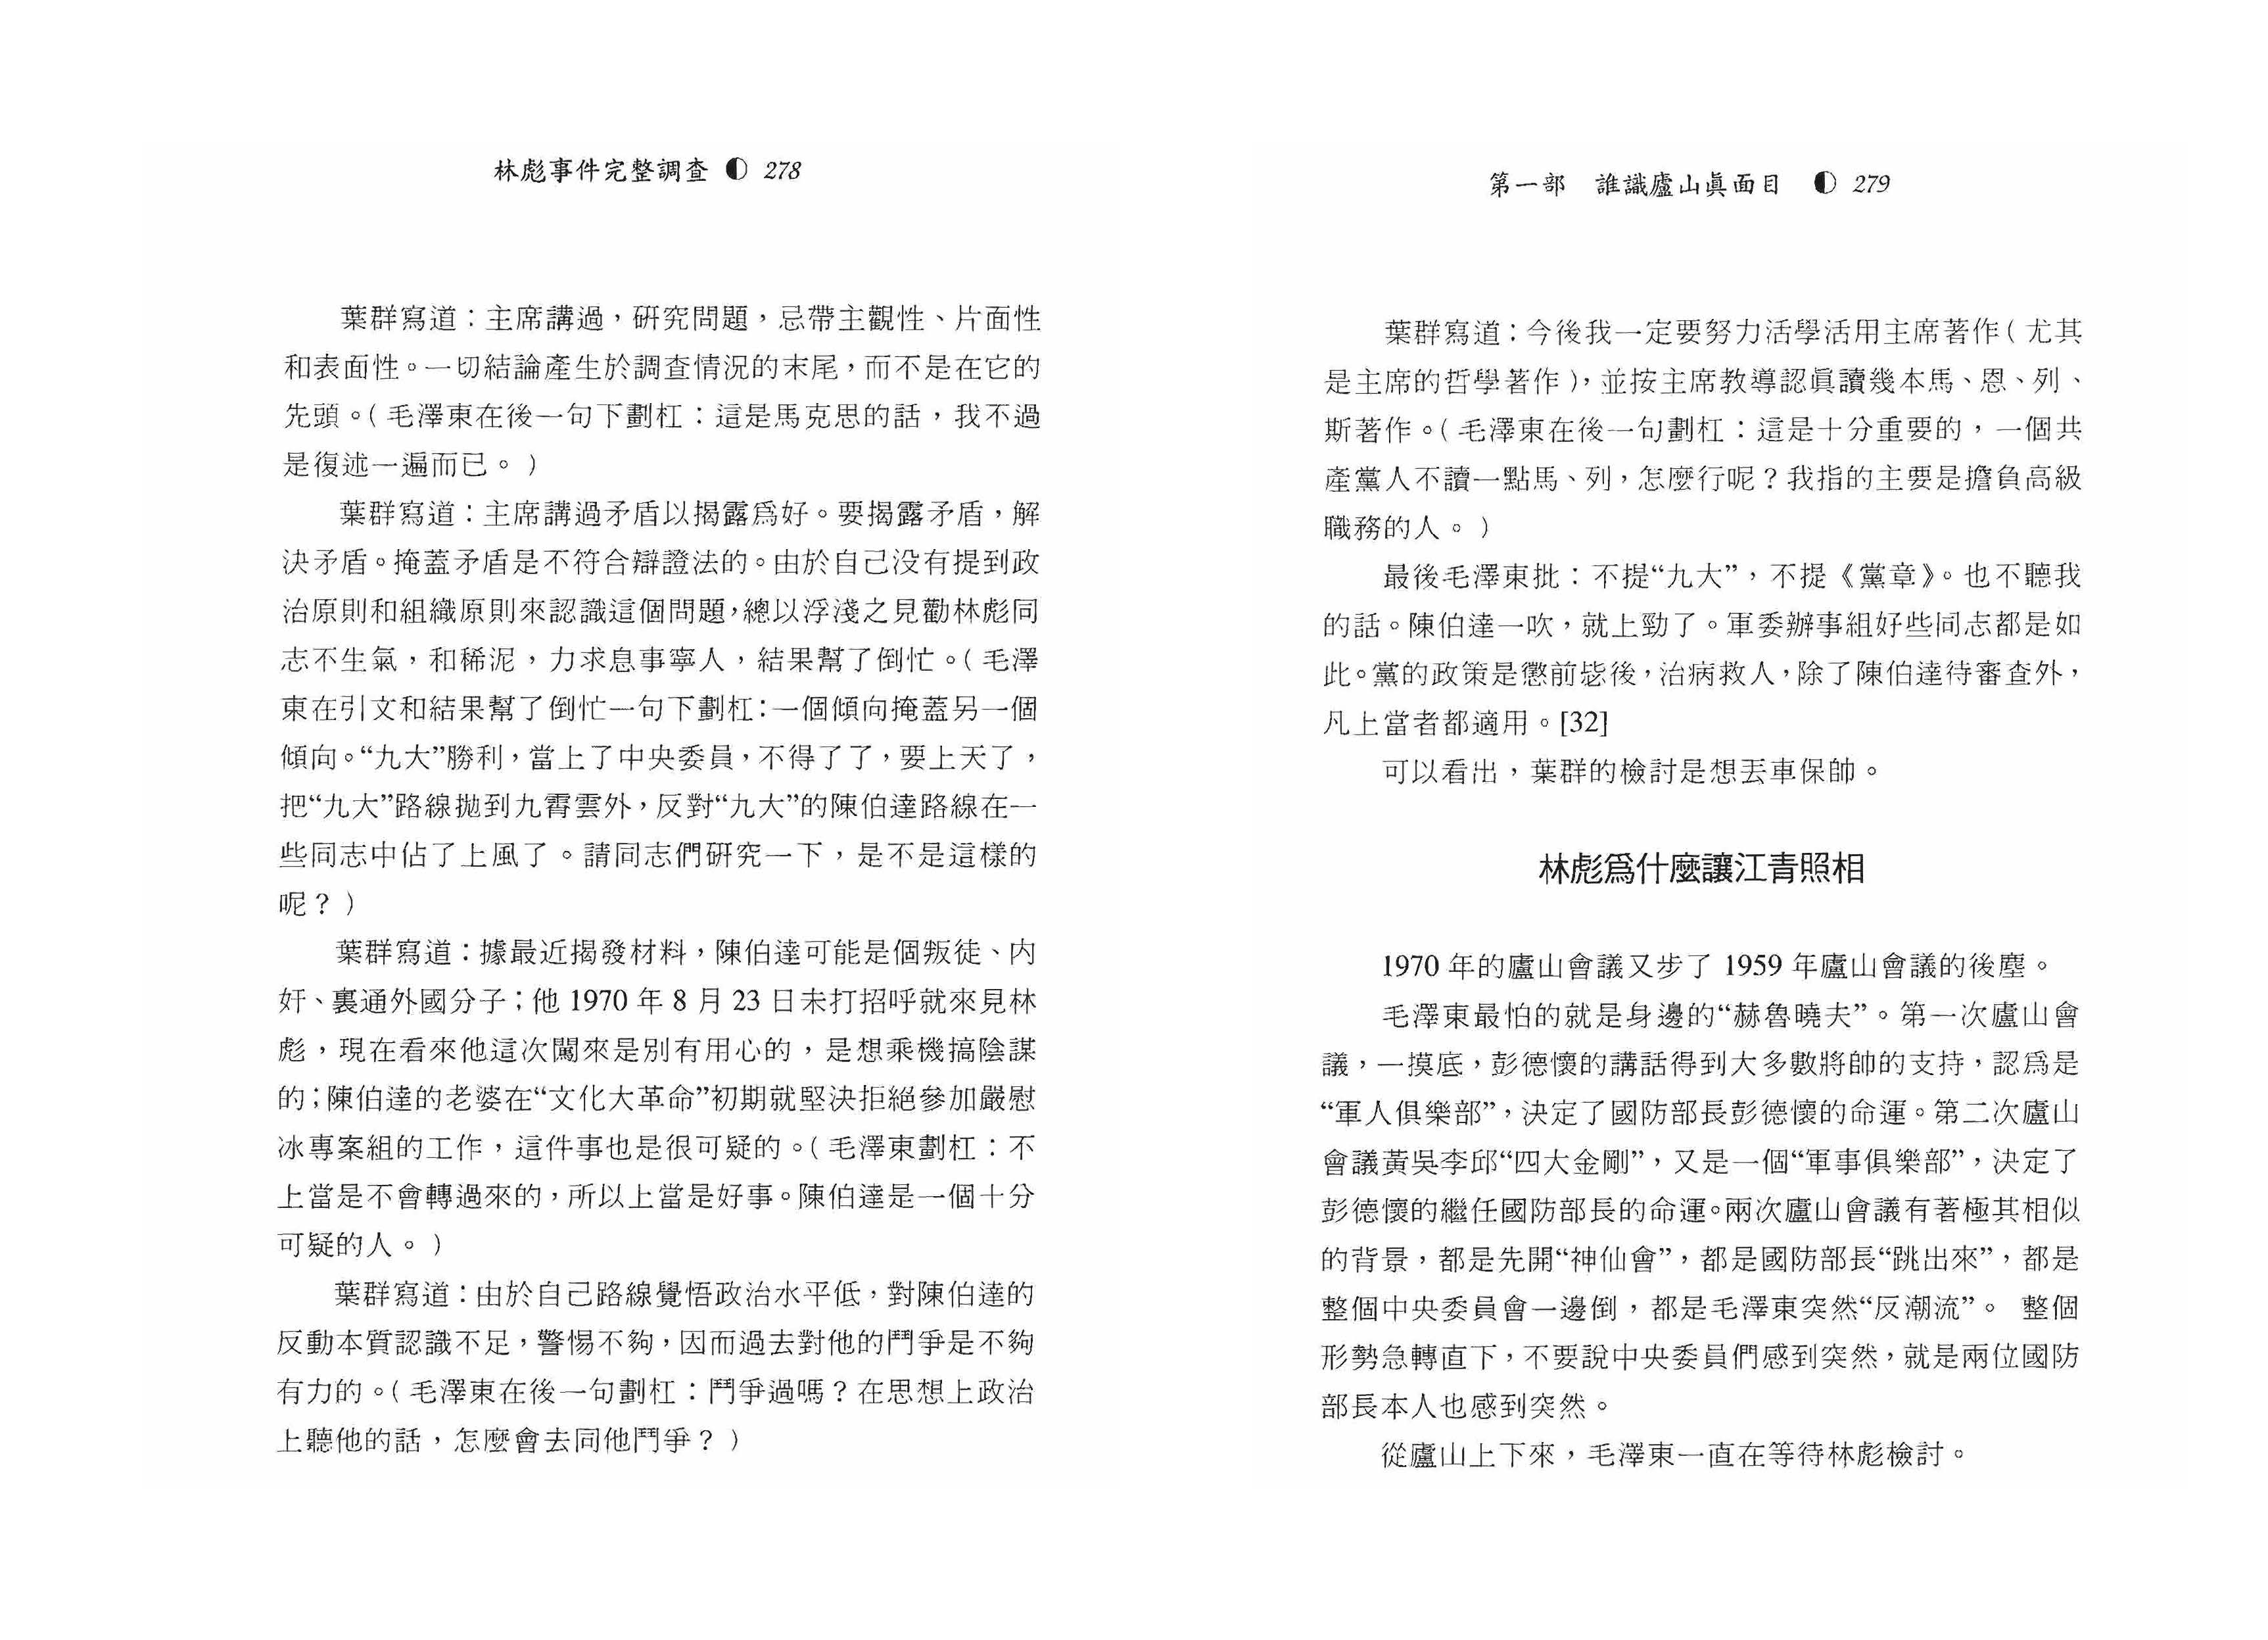 林彪事件完整調查 ◐ 278
葉群寫道：主席講過，研究問題，忌帶主觀性、片面性
和表面性。一切結論產生於調查情況的末尾，而不是在它的
先頭。（毛澤東在後一句下劃杠：這是馬克思的話，我不過
是復述一遍而已。）
葉群寫道：主席講過矛盾以揭露爲好。要揭露矛盾，解
決矛盾。掩蓋矛盾是不符合辯證法的。由於自己没有提到政
治原則和組織原則來認識這個問題，總以浮淺之見勸林彪同
志不生氣，和稀泥，力求息事寧人，結果幫了倒忙。（毛澤
東在引文和結果幫了倒忙一句下劃杠：一個傾向掩蓋另一個
傾向。“九大”勝利，當上了中央委員，不得了了，要上天了，
把“九大”路線拋到九霄雲外，反對“九大”的陳伯達路線在一
些同志中佔了上風了。請同志們研究一下，是不是這樣的
呢？）
葉群寫道：據最近揭發材料，陳伯達可能是個叛徒、内
奸、裏通外國分子；他 1970 年 8 月 23 日未打招呼就來見林
彪，現在看來他這次闖來是別有用心的，是想乘機搞陰謀
的；陳伯達的老婆在“文化大革命”初期就堅決拒絕參加嚴慰
冰專案組的工作，這件事也是很可疑的。（毛澤東劃杠：不
上當是不會轉過來的，所以上當是好事。陳伯達是一個十分
可疑的人。）
葉群寫道：由於自己路線覺悟政治水平低，對陳伯達的
反動本質認識不足，警惕不夠，因而過去對他的鬥爭是不夠
有力的。（毛澤東在後一句劃杠：鬥爭過嗎？在思想上政治
上聽他的話，怎麼會去同他鬥爭？）
第一部　誰識廬山眞面目 ◐ 279
葉群寫道：今後我一定要努力活學活用主席著作（尤其
是主席的哲學著作），並按主席教導認眞讀幾本馬、恩、列、
斯著作。（毛澤東在後一句劃杠：這是十分重要的，一個共
產黨人不讀一點馬、列，怎麼行呢？我指的主要是擔負高級
職務的人。）
最後毛澤東批：不提“九大”，不提《黨章》。也不聽我
的話。陳伯達一吹，就上勁了。軍委辦事組好些同志都是如
此。黨的政策是懲前毖後，治病救人，除了陳伯達待審查外，
凡上當者都適用。[32]
可以看出，葉群的檢討是想丟車保帥。
林彪爲什麼讓江青照相
1970 年的廬山會議又步了 1959 年廬山會議的後塵。
毛澤東最怕的就是身邊的“赫魯曉夫”。第一次廬山會
議，一摸底，彭德懷的講話得到大多數將帥的支持，認爲是
“軍人俱樂部”，決定了國防部長彭德懷的命運。第二次廬山
會議黃吳李邱“四大金剛”，又是一個“軍事俱樂部”，決定了
彭德懷的繼任國防部長的命運。兩次廬山會議有著極其相似
的背景，都是先開“神仙會”，都是國防部長“跳出來”，都是
整個中央委員會一邊倒，都是毛澤東突然“反潮流”。 整個
形勢急轉直下，不要說中央委員們感到突然，就是兩位國防
部長本人也感到突然。
從廬山上下來，毛澤東一直在等待林彪檢討。